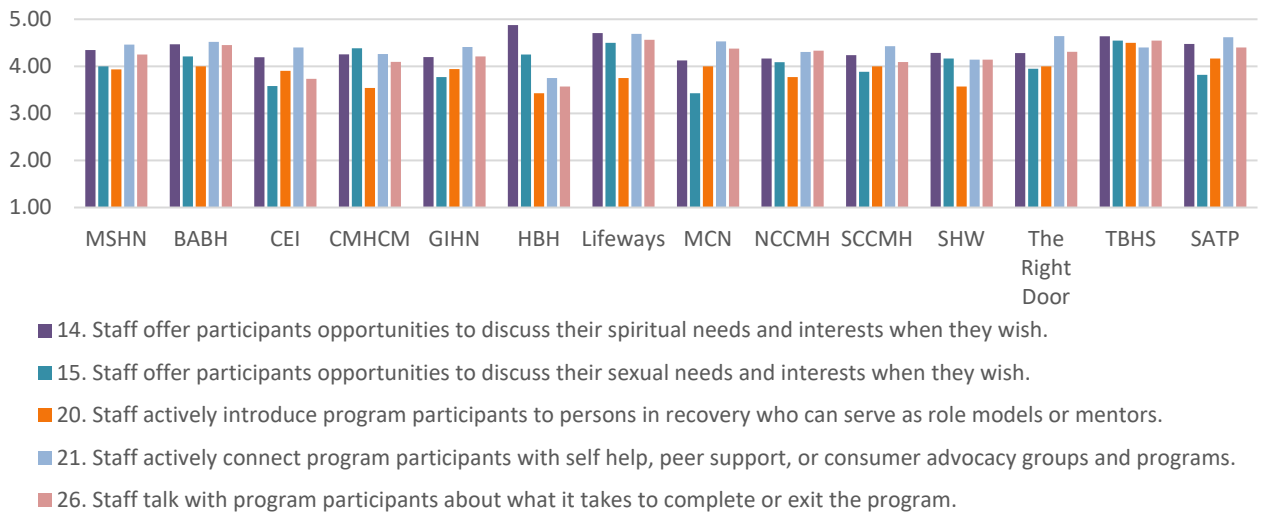 5.00
4.00
3.00
2.00
1.00
MSHN BABH CEI CMHCM GIHN HBH Lifeways MCN NCCMH SCCMH SHW The Right Door TBHS SATP
14. Staff offer participants opportunities to discuss their spiritual needs and interests when they wish.
15. Staff offer participants opportunities to discuss their sexual needs and interests when they wish.
20. Staff actively introduce program participants to persons in recovery who can serve as role models or mentors.
21. Staff actively connect program participants with self help, peer support, or consumer advocacy groups and programs.
26. Staff talk with program participants about what it takes to complete or exit the program.